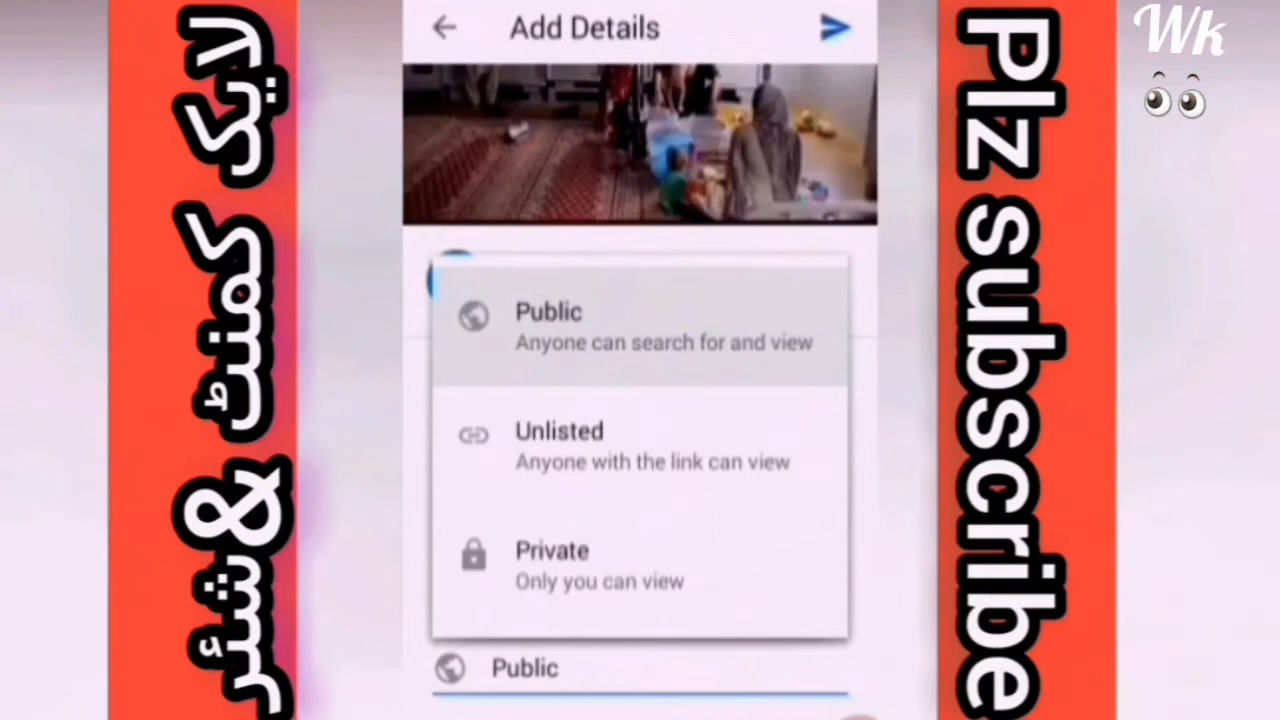 لایک کمنٹ &شئر
Add Details
Public
Anyone can search for and view
Unlisted
Anyone with the link can view
Private
Only you can view
Public
Plz subscribe
Wk